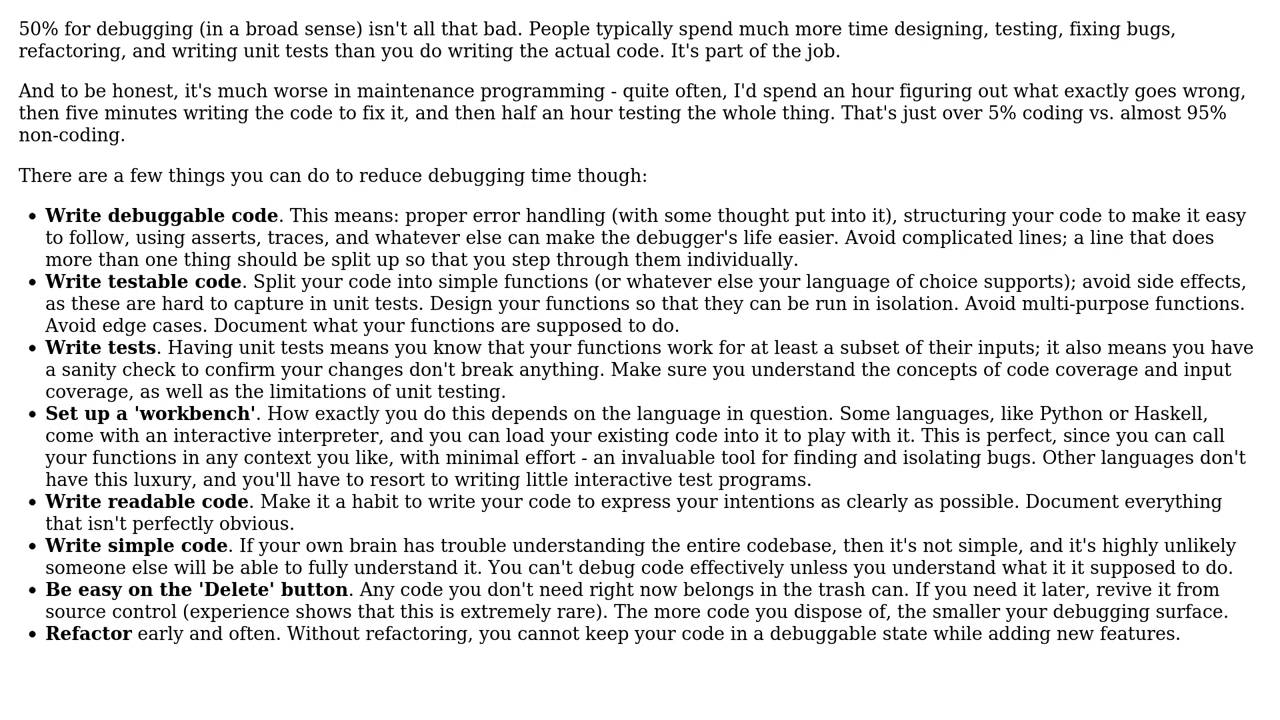 50% for debugging (in a broad sense) isn't all that bad. People typically spend much more time designing, testing, fixing bugs,
refactoring, and writing unit tests than you do writing the actual code. It's part of the job.
And to be honest, it's much worse in maintenance programming - quite often, I'd spend an hour figuring out what exactly goes wrong,
then five minutes writing the code to fix it, and then half an hour testing the whole thing. That's just over 5% coding vs. almost 95%
non-coding.
There are a few things you can do to reduce debugging time though:
• Write debuggable code. This means: proper error handling (with some thought put into it), structuring your code to make it easy
to follow, using asserts, traces, and whatever else can make the debugger's life easier. Avoid complicated lines; a line that does
more than one thing should be split up so that you step through them individually.
• Write testable code. Split your code into simple functions (or whatever else your language of choice supports); avoid side effects,
as these are hard to capture in unit tests. Design your functions so that they can be run in isolation. Avoid multi-purpose functions.
Avoid edge cases. Document what your functions are supposed to do.
• Write tests. Having unit tests means you know that your functions work for at least a subset of their inputs; it also means you have
a sanity check to confirm your changes don't break anything. Make sure you understand the concepts of code coverage and input
coverage, as well as the limitations of unit testing.
• Set up a 'workbench'. How exactly you do this depends on the language in question. Some languages, like Python or Haskell,
come with an interactive interpreter, and you can load your existing code into it to play with it. This is perfect, since you can call
your functions in any context you like, with minimal effort - an invaluable tool for finding and isolating bugs. Other languages don't
have this luxury, and you'll have to resort to writing little interactive test programs.
• Write readable code. Make it a habit to write your code to express your intentions as clearly as possible. Document everything
that isn't perfectly obvious.
• Write simple code. If your own brain has trouble understanding the entire codebase, then it's not simple, and it's highly unlikely
someone else will be able to fully understand it. You can't debug code effectively unless you understand what it it supposed to do.
• Be easy on the 'Delete' button. Any code you don't need right now belongs in the trash can. If you need it later, revive it from
source control (experience shows that this is extremely rare). The more code you dispose of, the smaller your debugging surface.
• Refactor early and often. Without refactoring, you cannot keep your code in a debuggable state while adding new features.